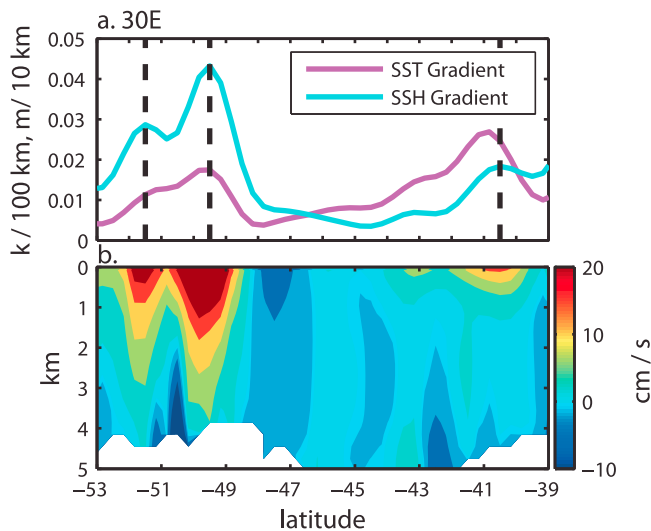 a. 30E
k / 100 km, m/ 10 km
0.05
0.04
0.03
0.02
0.01
0
SST Gradient
SSH Gradient
b.
km
0
1
2
3
4
5
−53 −51 −49 −47 −45 −43 −41 −39
latitude
20
10
0
−10
cm / s